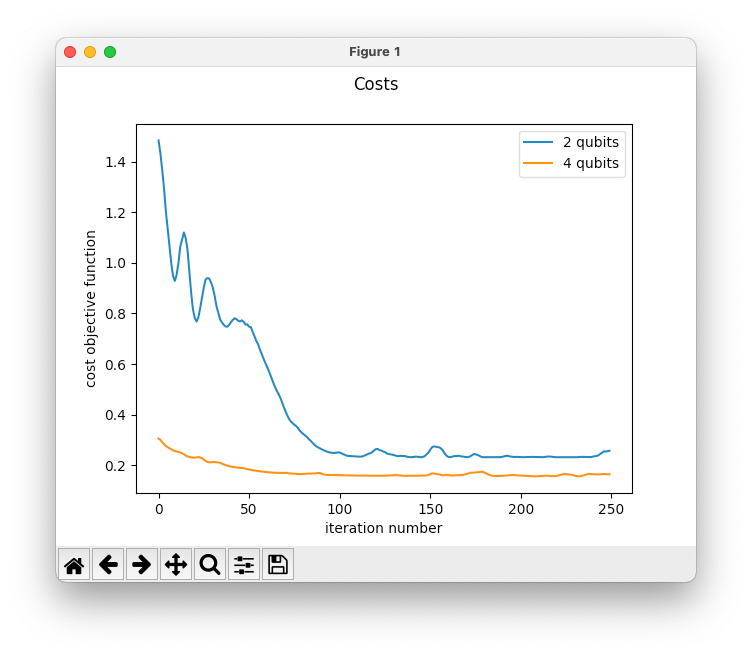 Figure 1
Costs
2 qubits
4 qubits
cost objective function
1.4
1.2
1.0
0.8
0.6
0.4
0.2
0 50 100 150 200 250
iteration number